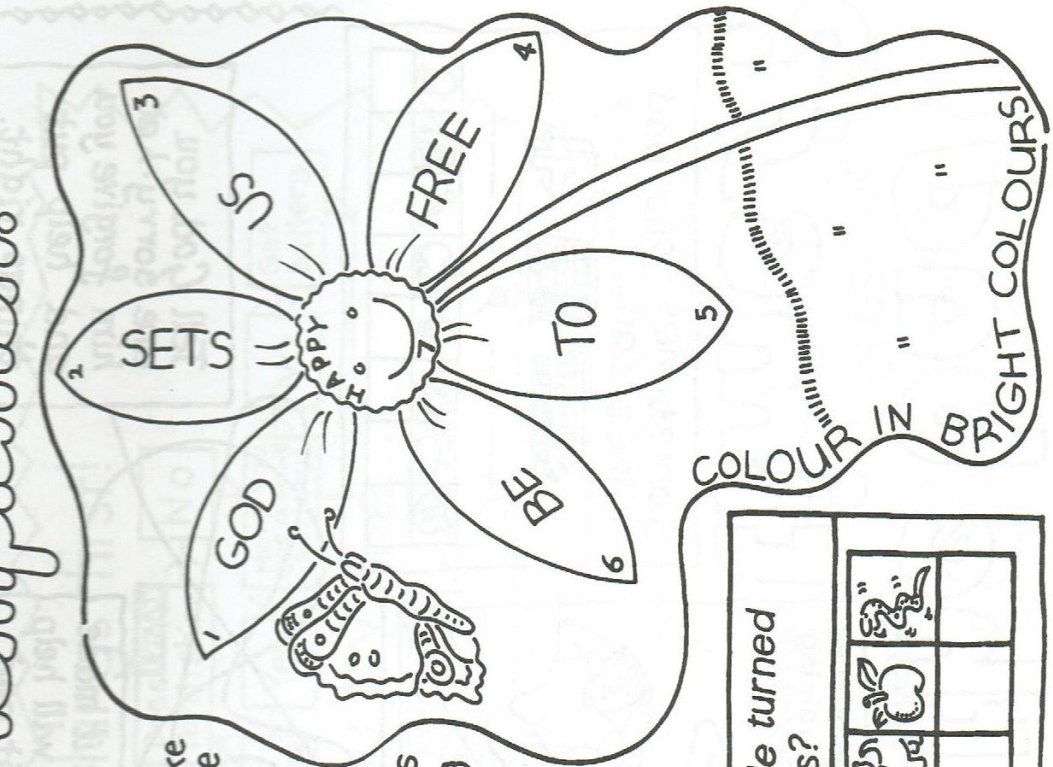 1 GOD
2 SETS
3 US
4 FREE
5 TO
6 BE
7 HAPPY
COLOUR IN BRIGHT COLOURS
turned
s?